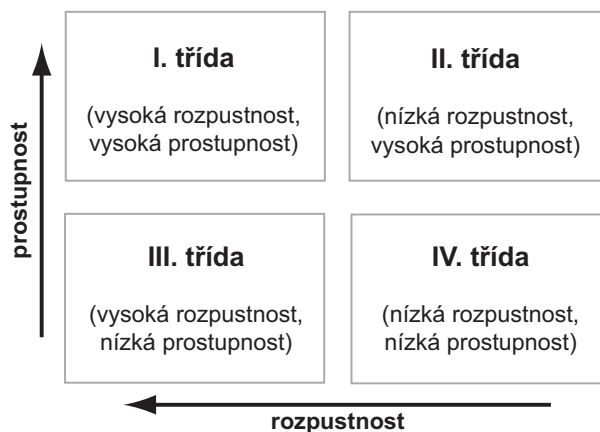 prostupnost
I. třída
(vysoká rozpustnost,
vysoká prostupnost)
II. třída
(nízká rozpustnost,
vysoká prostupnost)
III. třída
(vysoká rozpustnost,
nízká prostupnost)
IV. třída
(nízká rozpustnost,
nízká prostupnost)
rozpustnost